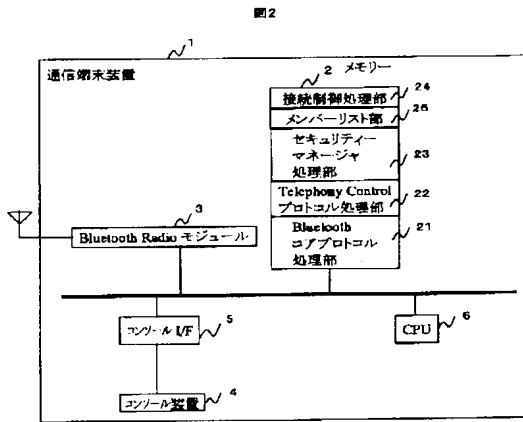 図2
1
通信端末装置
2
メモリー
接続制御処理部
24
メンバーリスト部
25
セキュリティー
マネージャ
処理部
23
Telephony Control
プロトコル処理部
22
Bluetooth
コアプロトコル
処理部
21
3
Bluetooth Radio モジュール
コンソール I/F
5
CPU
6
コンソール装置
4